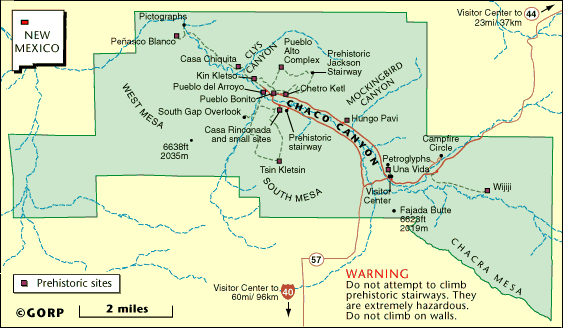 NEW
MEXICO
Pictographs
Peñasco Blanco
Casa Chiquita
CLYS
CANYON
Kin Kletso
Pueblo
Alto
Complex
Prehistoric
Jackson
Stairway
Pueblo del Arroyo
Pueblo Bonito
Chetro Ketl
MOCKINGBIRD
CANYON
Visitor Center to
23mi/37km
44
WEST MESA
South Gap Overlook
CHACO CANYON
Hungo Pavi
Casa Rinconada
and small sites
Prehistoric
stairway
6638ft
2035m
Tsin Kletsin
SOUTH MESA
Campfire
Circle
Petroglyphs
Una Vida
Visitor
Center
Wijiji
Fajada Butte
6623ft
2019m
CHACRA MESA
57
Visitor Center to
60mi/ 96km
40
WARNING
Do not attempt to climb
prehistoric stairways. They
are extremely hazardous.
Do not climb on walls.
Prehistoric sites
©GORP
2 miles